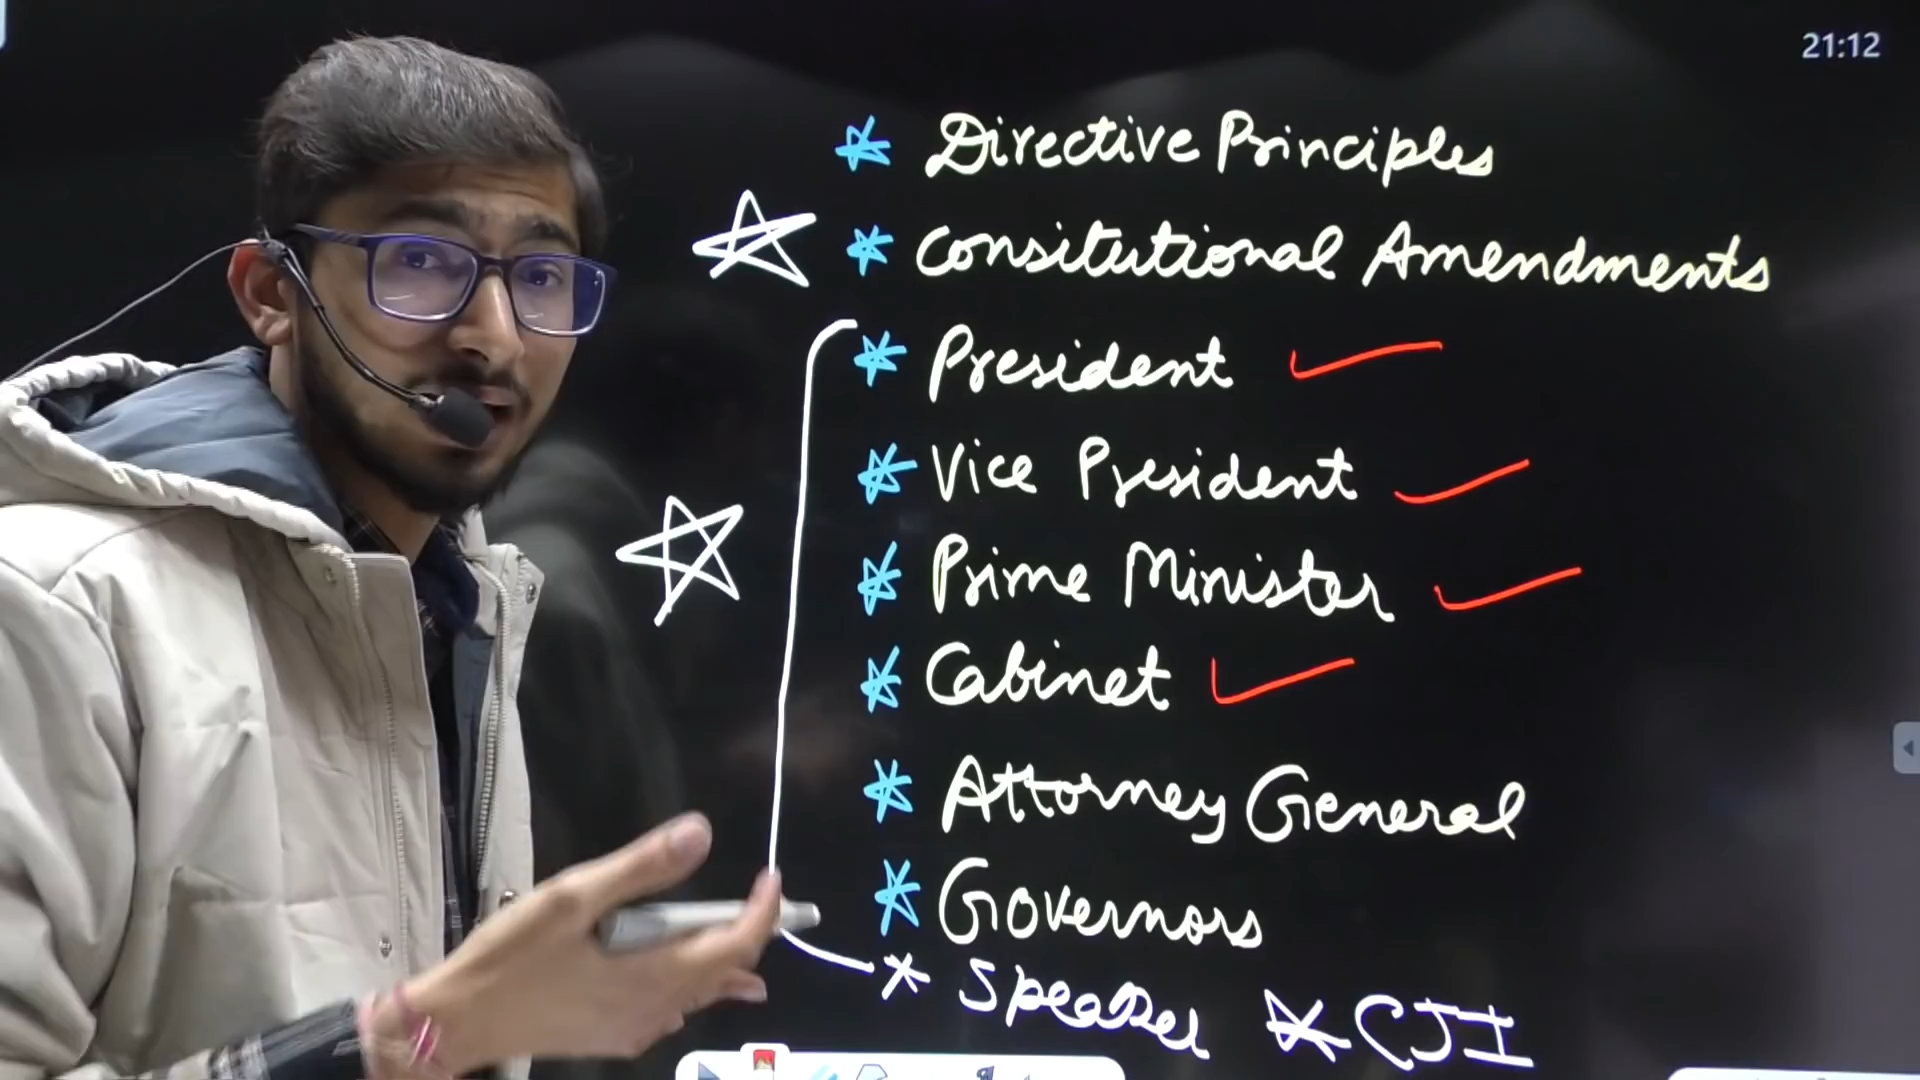 21:12
Directive Principles
Consitutional Amendments
President
Vice President
Prime Minister
Cabinet
Attorney General
Governors
Speaker CJI